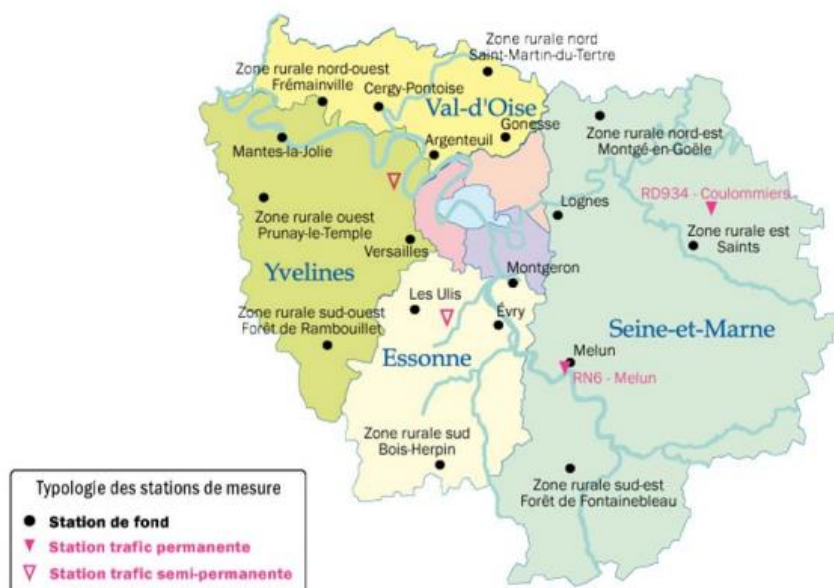 Zone rurale nord
Saint-Martin-du-Tertre
Zone rurale nord-ouest
Frémainville
Cergy-Pontoise
Val-d'Oise
Gonesse
Argenteuil
Mantes-la-Jolie
Zone rurale nord-est
Montgé-en-Goële
RD934 - Coulommiers
Lognes
Zone rurale ouest
Prunay-le-Temple
Zone rurale est
Saints
Versailles
Yvelines
Montgeron
Les Ulis
Zone rurale sud-ouest
Forêt de Rambouillet
Évry
Seine-et-Marne
Essonne
Melun
RN6 - Melun
Zone rurale sud
Bois-Herpin
Zone rurale sud-est
Forêt de Fontainebleau
Typologie des stations de mesure
Station de fond
Station trafic permanente
Station trafic semi-permanente